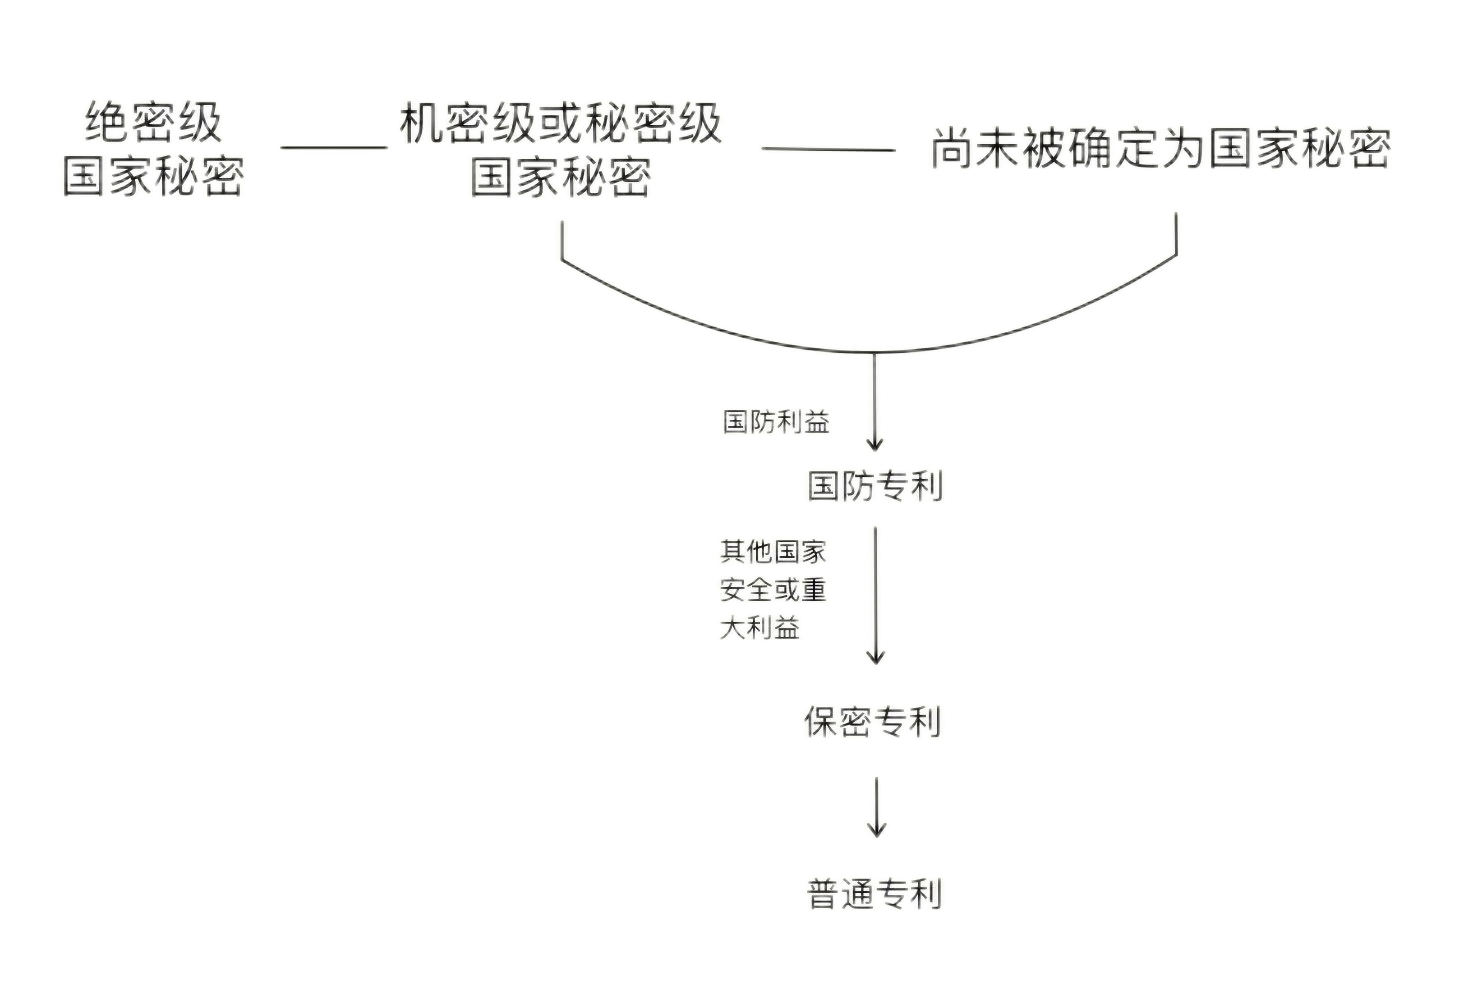 绝密级
国家秘密
机密级或秘密级
国家秘密
尚未被确定为国家秘密
国防利益
国防专利
其他国家
安全或重
大利益
保密专利
普通专利